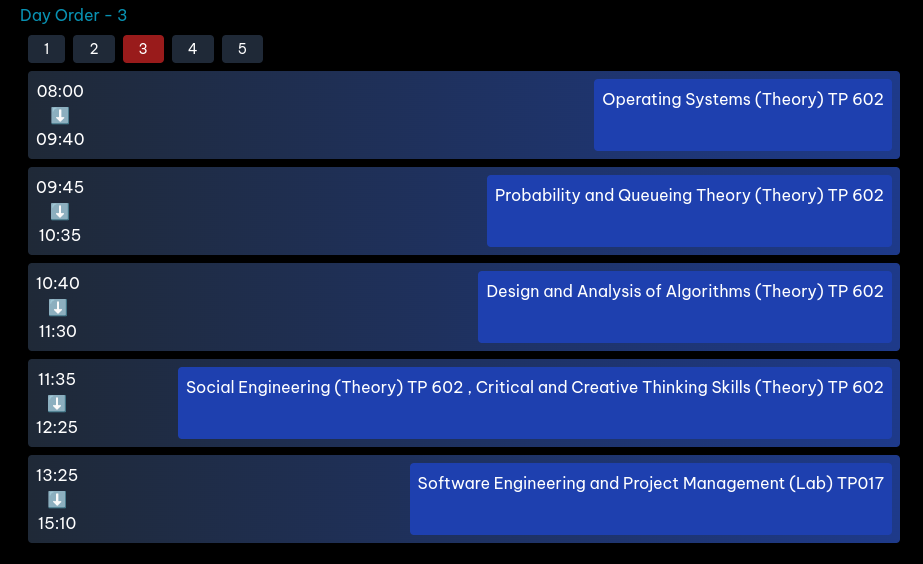 Day Order - 3
1 2 3 4 5
08:00
Operating Systems (Theory) TP 602
09:40
09:45
Probability and Queueing Theory (Theory) TP 602
10:35
10:40
Design and Analysis of Algorithms (Theory) TP 602
11:30
11:35
Social Engineering (Theory) TP 602 , Critical and Creative Thinking Skills (Theory) TP 602
12:25
13:25
Software Engineering and Project Management (Lab) TP017
15:10